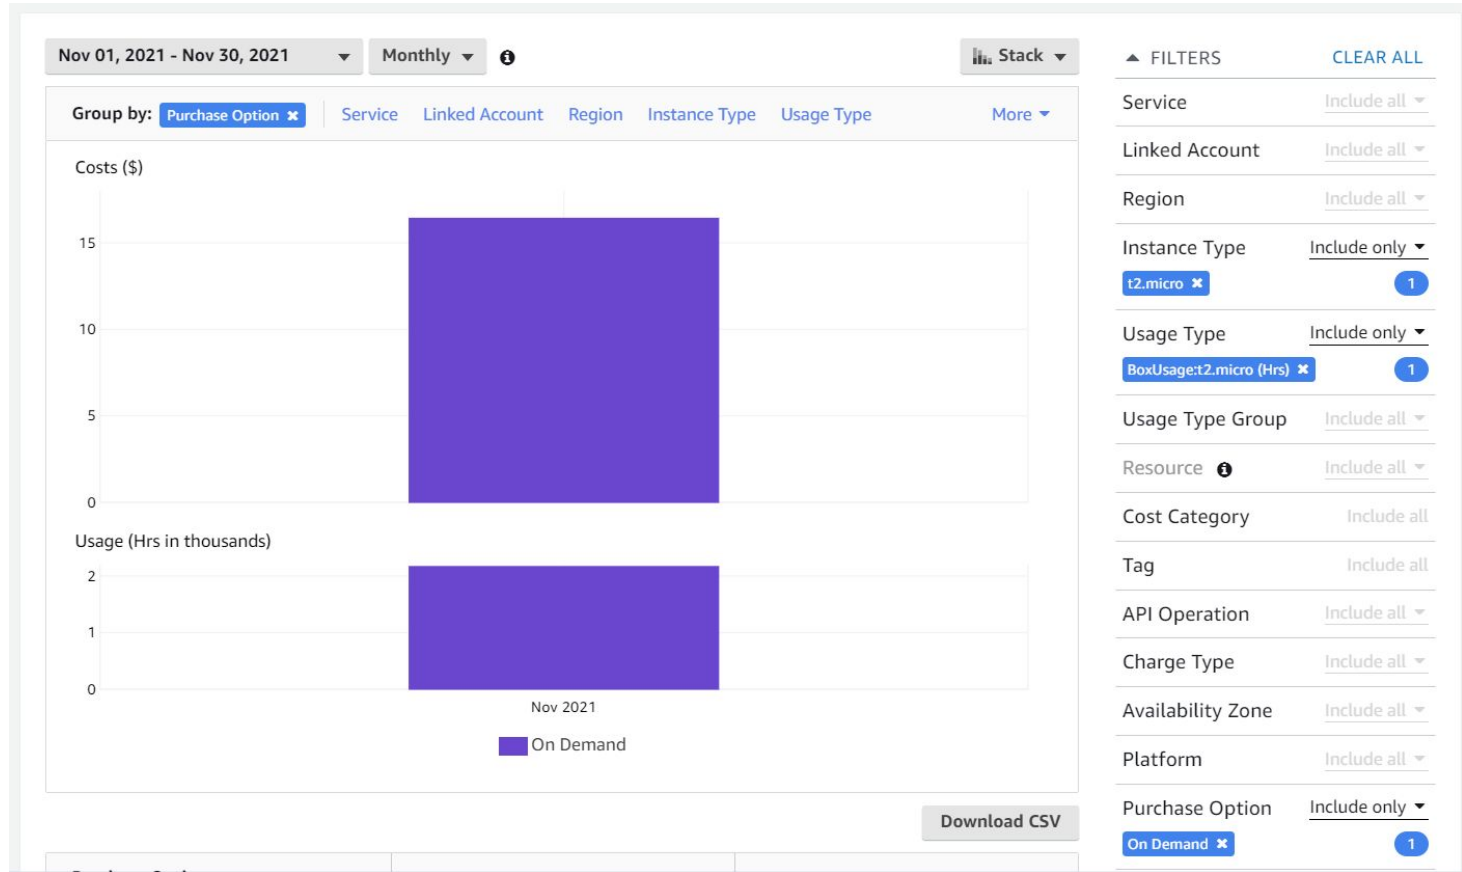 Nov 01, 2021 - Nov 30, 2021 Monthly Stack
Group by: Purchase Option Service Linked Account Region Instance Type Usage Type More
Costs ($)
15
10
5
0
Usage (Hrs in thousands)
2
1
0
Nov 2021
On Demand
Download CSV
FILTERS CLEAR ALL
Service Include all
Linked Account Include all
Region Include all
Instance Type Include only
t2.micro 1
Usage Type Include only
BoxUsage:t2.micro (Hrs) 1
Usage Type Group Include all
Resource Include all
Cost Category Include all
Tag Include all
API Operation Include all
Charge Type Include all
Availability Zone Include all
Platform Include all
Purchase Option Include only
On Demand 1